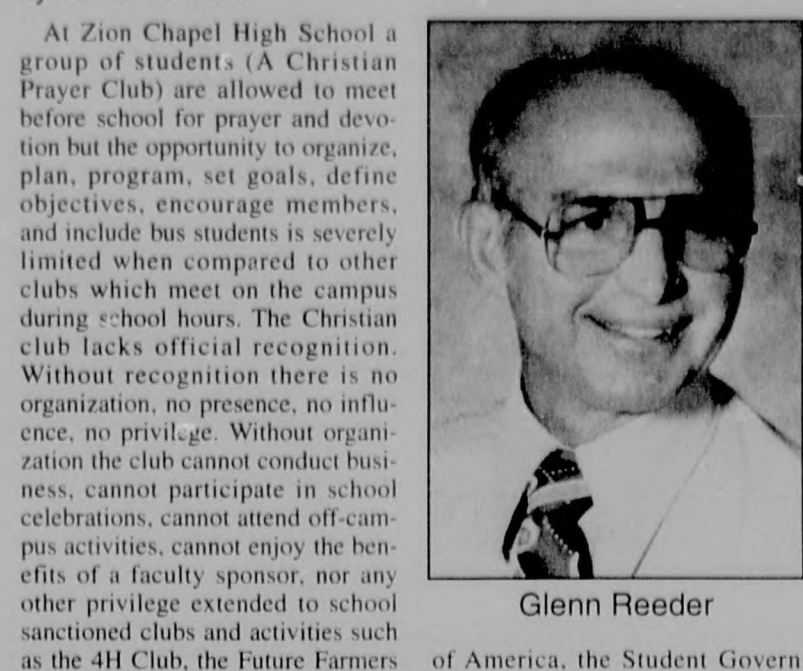 At Zion Chapel High School a
group of students (A Christian
Prayer Club) are allowed to meet
before school for prayer and devo-
tion but the opportunity to organize,
plan, program, set goals, define
objectives, encourage members,
and include bus students is severely
limited when compared to other
clubs which meet on the campus
during school hours. The Christian
club lacks official recognition.
Without recognition there is no
organization, no presence, no influ-
ence, no privilege. Without organi-
zation the club cannot conduct busi-
ness, cannot participate in school
celebrations, cannot attend off-cam-
pus activities, cannot enjoy the ben-
efits of a faculty sponsor, nor any
other privilege extended to school
sanctioned clubs and activities such
as the 4H Club, the Future Farmers
Glenn Reeder
of America, the Student Govern